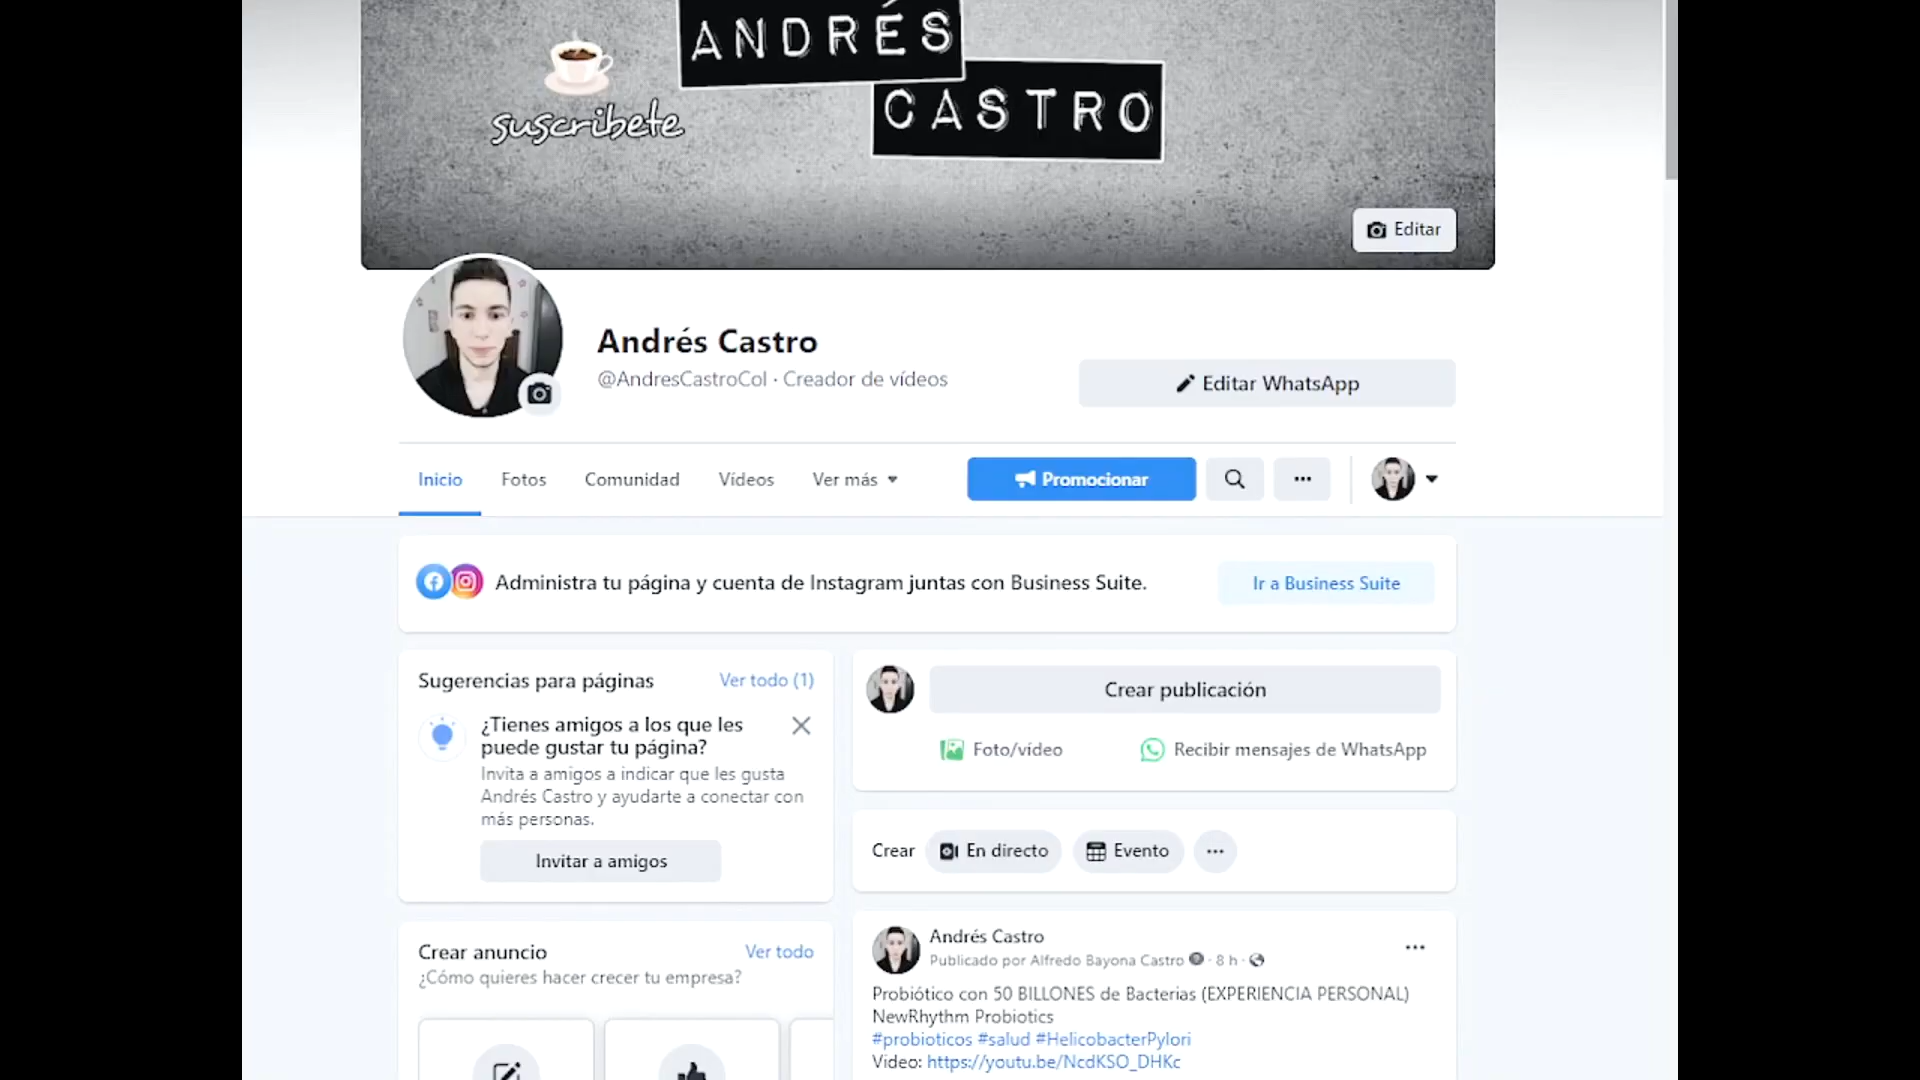 ANDRÉS
CASTRO
suscribete
Editar
Andrés Castro
@AndresCastroCol · Creador de vídeos
Editar WhatsApp
Inicio
Fotos
Comunidad
Vídeos
Ver más
Promocionar
Administra tu página y cuenta de Instagram juntas con Business Suite.
Ir a Business Suite
Sugerencias para páginas
Ver todo (1)
¿Tienes amigos a los que les
puede gustar tu página?
Invita a amigos a indicar que les gusta
Andrés Castro y ayudarte a conectar con
más personas.
Invitar a amigos
Crear anuncio
Ver todo
¿Cómo quieres hacer crecer tu empresa?
Crear publicación
Foto/vídeo
Recibir mensajes de WhatsApp
Crear
En directo
Evento
Andrés Castro
Publicado por Alfredo Bayona Castro · 8 h ·
Probiótico con 50 BILLONES de Bacterias (EXPERIENCIA PERSONAL)
NewRhythm Probiotics
#probioticos #salud #HelicobacterPylori
Video: https://youtu.be/NcdKSO_DHKc